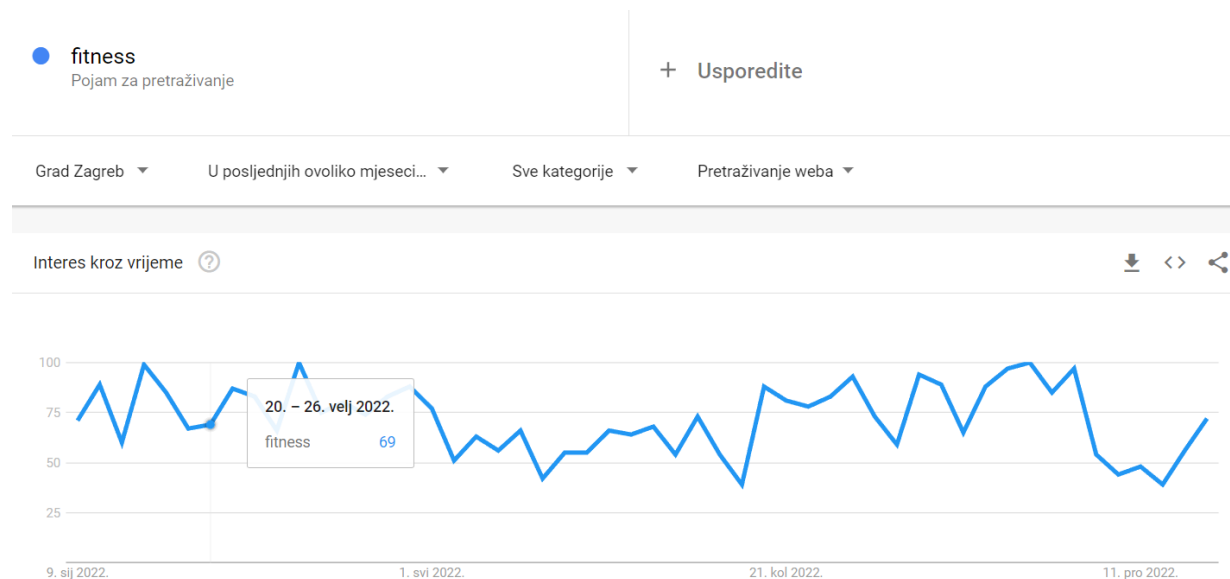 fitness
Pojam za pretraživanje
+ Usporedite
Grad Zagreb
U posljednjih ovoliko mjeseci...
Sve kategorije
Pretraživanje weba
Interes kroz vrijeme ?
100
75
50
25
20. – 26. velj 2022.
fitness 69
9. sij 2022.
1. svi 2022.
21. kol 2022.
11. pro 2022.